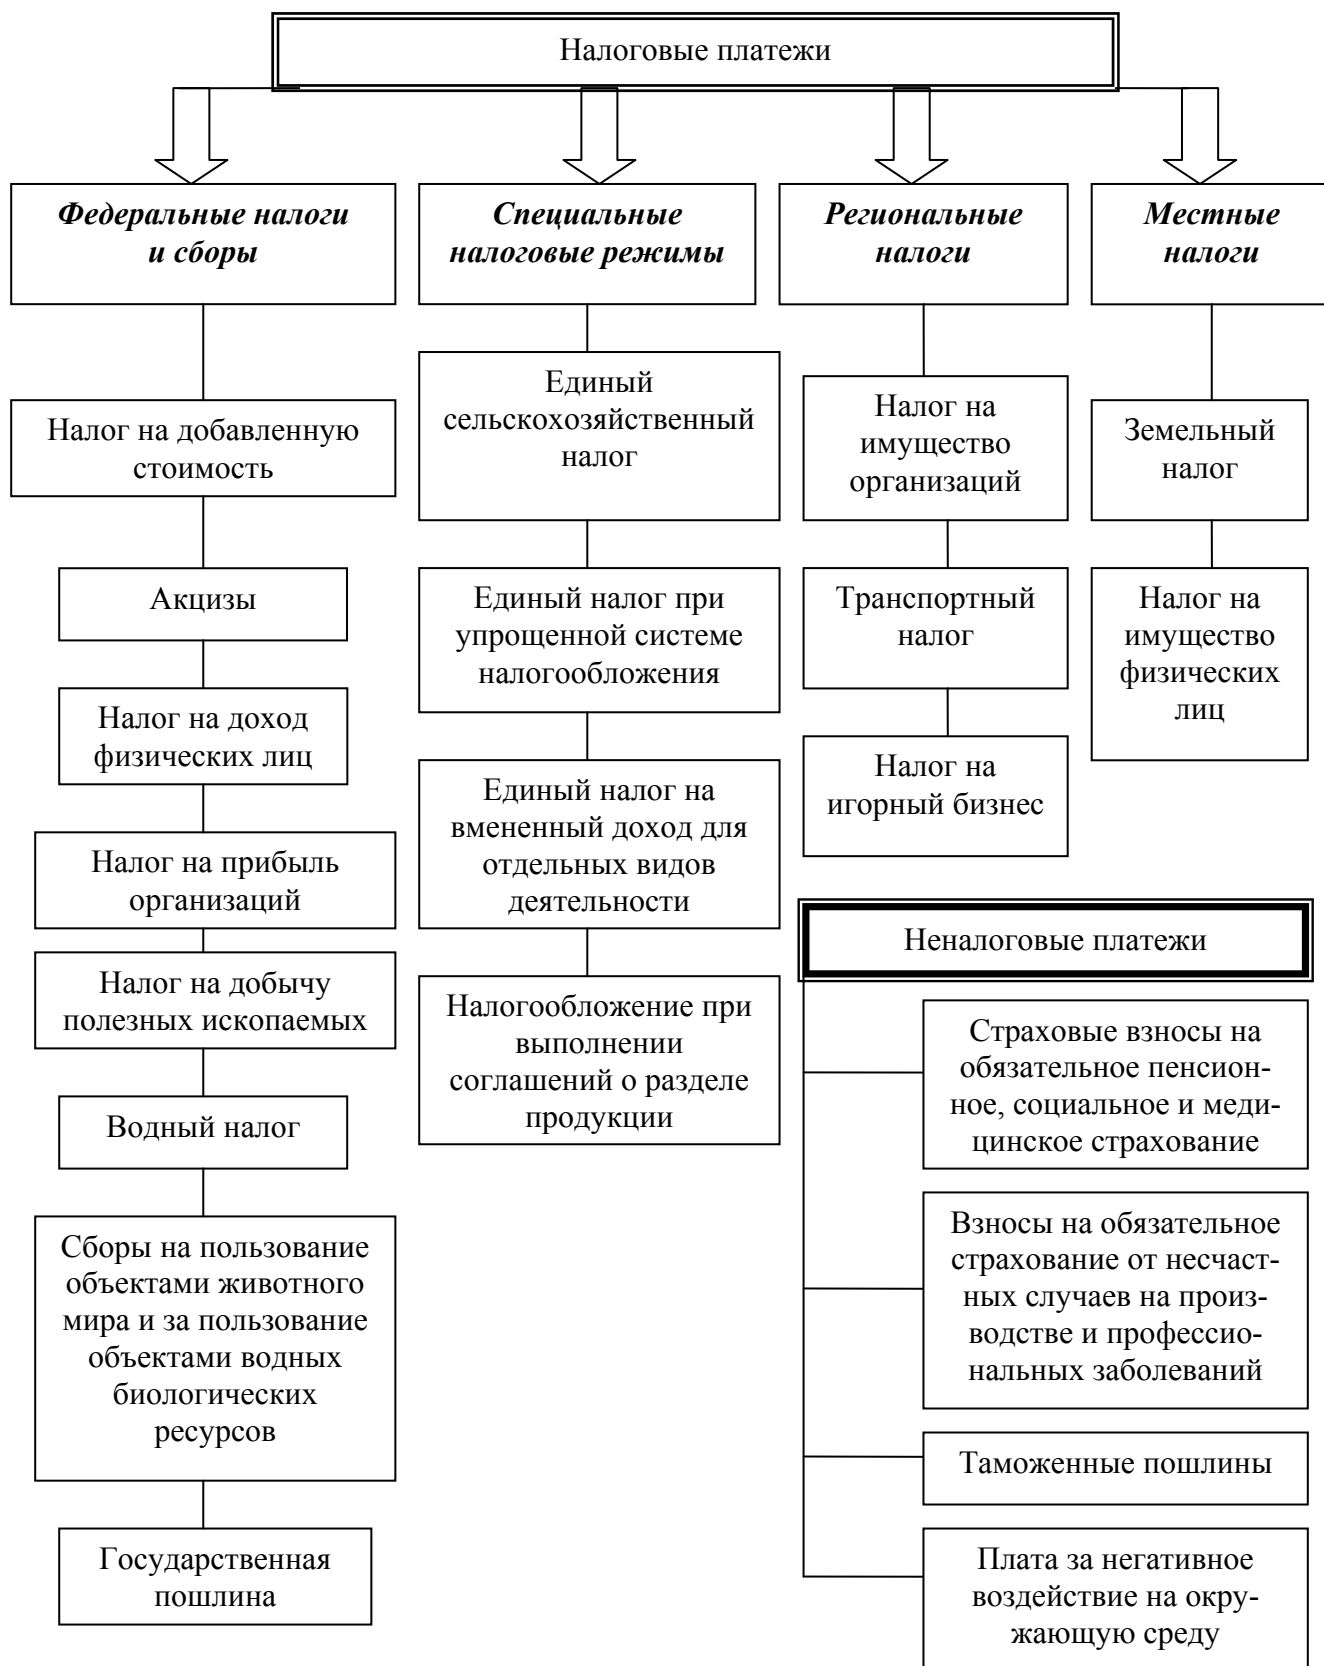 Налоговые платежи
Федеральные налоги
и сборы
Налог на добавленную
стоимость
Акцизы
Налог на доход
физических лиц
Налог на прибыль
организаций
Налог на добычу
полезных ископаемых
Водный налог
Сборы на пользование
объектами животного
мира и за пользование
объектами водных
биологических
ресурсов
Государственная
пошлина
Специальные
налоговые режимы
Единый
сельскохозяйственный
налог
Единый налог при
упрощенной системе
налогообложения
Единый налог на
вмененный доход для
отдельных видов
деятельности
Налогообложение при
выполнении
соглашений о разделе
продукции
Региональные
налоги
Налог на
имущество
организаций
Транспортный
налог
Налог на
игорный бизнес
Местные
налоги
Земельный
налог
Налог на
имущество
физических
лиц
Неналоговые платежи
Страховые взносы на
обязательное пенсион-
ное, социальное и меди-
цинское страхование
Взносы на обязательное
страхование от несчаст-
ных случаев на произ-
водстве и профессио-
нальных заболеваний
Таможенные пошлины
Плата за негативное
воздействие на окру-
жающую среду